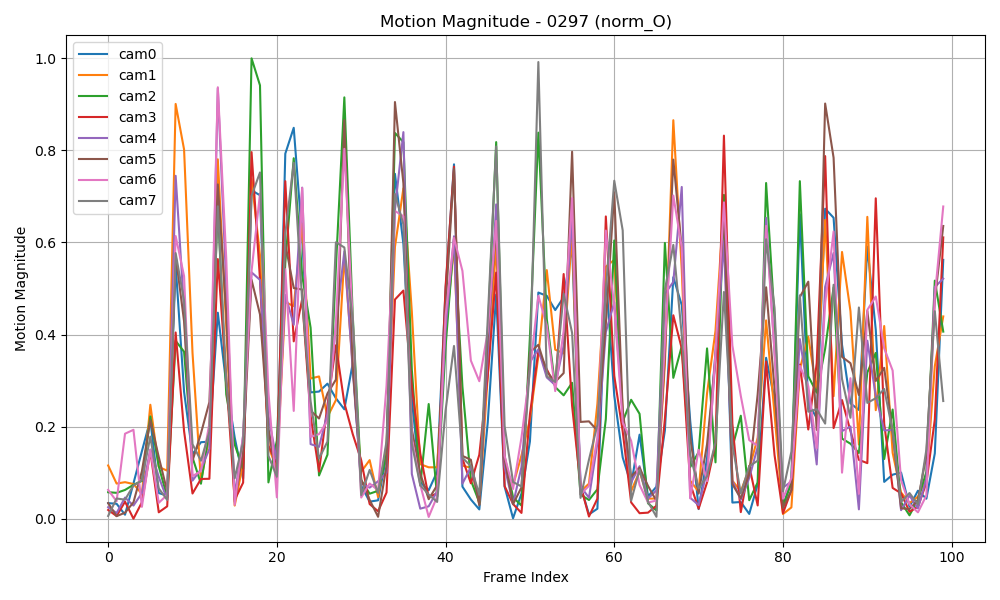 Motion Magnitude - 0297 (norm_O)
cam0
cam1
cam2
cam3
cam4
cam5
cam6
cam7
Motion Magnitude
1.0
0.8
0.6
0.4
0.2
0.0
0 20 40 60 80 100
Frame Index